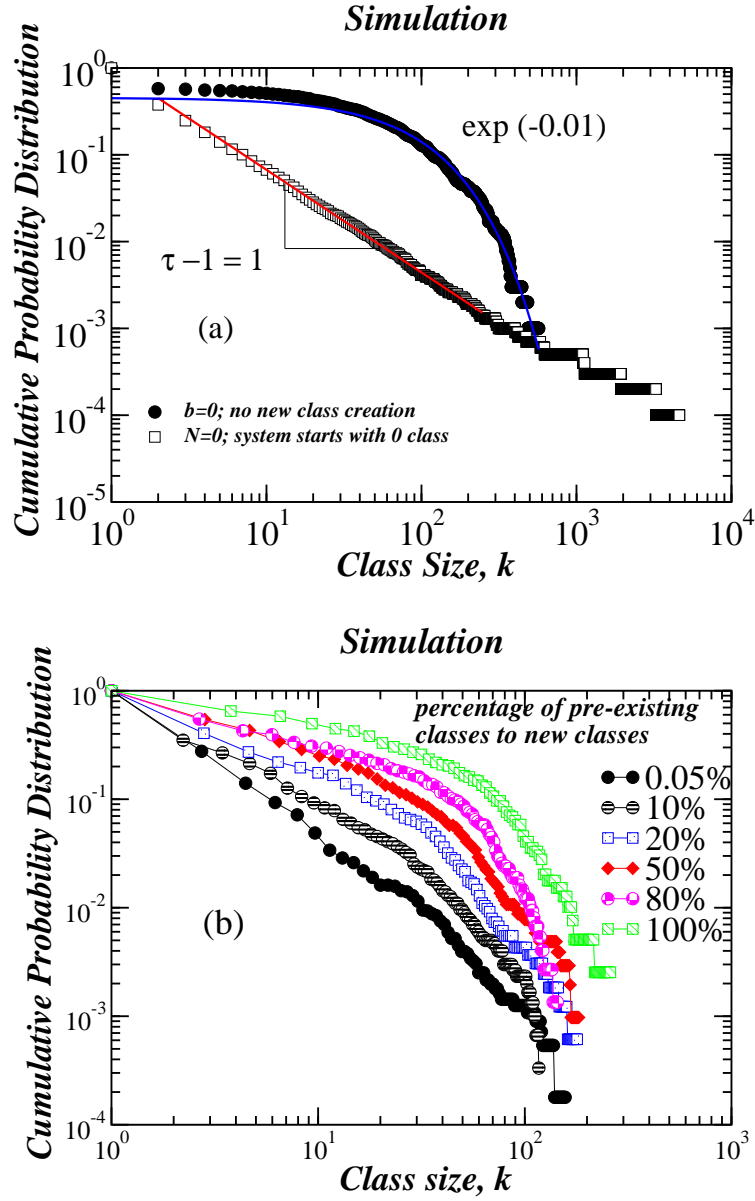 Simulation
10^0
10^-1
10^-2
10^-3
10^-4
10^-5
Cumulative Probability Distribution
exp (-0.01)
τ −1 = 1
(a)
b=0; no new class creation
N=0; system starts with 0 class
10^0
10^1
10^2
10^3
10^4
Class Size, k
Simulation
10^0
10^-1
10^-2
10^-3
10^-4
Cumulative Probability Distribution
percentage of pre-existing
classes to new classes
0.05%
10%
20%
50%
80%
100%
(b)
10^0
10^1
10^2
10^3
Class size, k